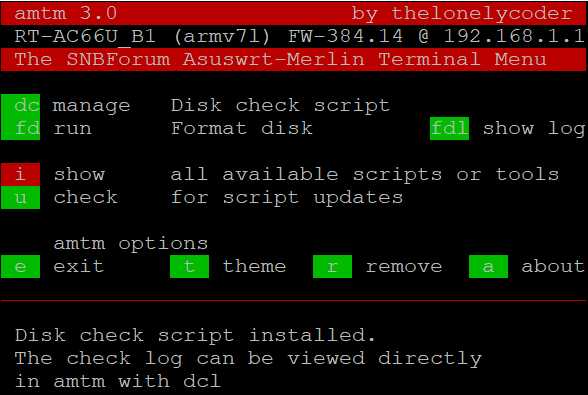 amtm 3.0 by thelonelycoder
RT-AC66U_B1 (armv7l) FW-384.14 @ 192.168.1.1
The SNBForum Asuswrt-Merlin Terminal Menu
dc manage Disk check script
fd run Format disk fdl show log
i show all available scripts or tools
u check for script updates
amtm options
e exit t theme r remove a about
Disk check script installed.
The check log can be viewed directly
in amtm with dcl